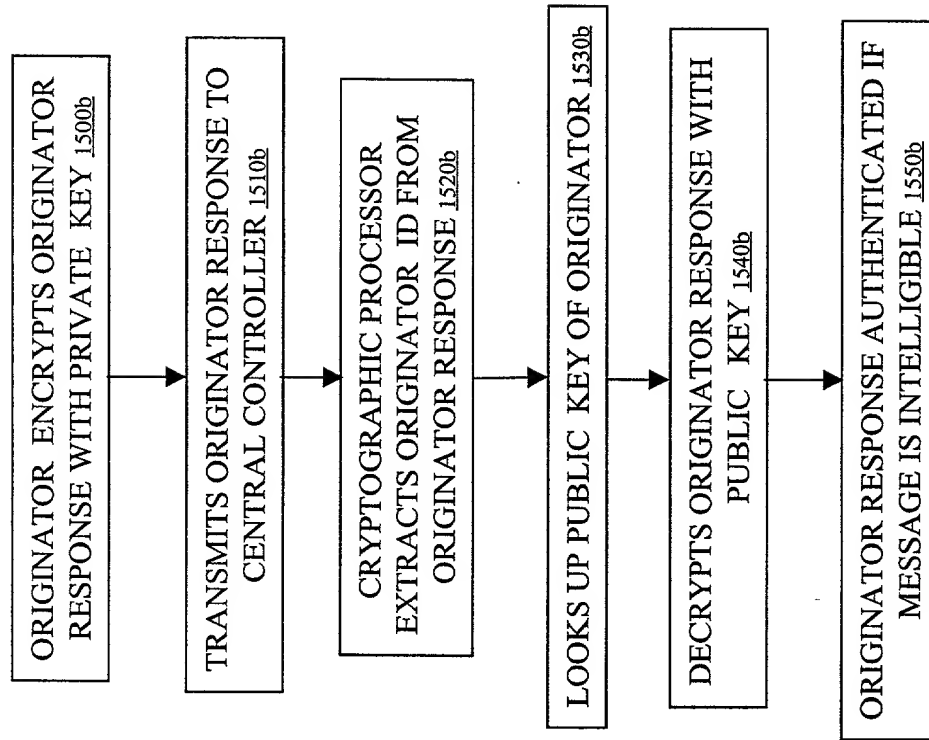 ORIGINATOR ENCRYPTS ORIGINATOR
RESPONSE WITH PRIVATE KEY 1500b
TRANSMITS ORIGINATOR RESPONSE TO
CENTRAL CONTROLLER 1510b
CRYPTOGRAPHIC PROCESSOR
EXTRACTS ORIGINATOR ID FROM
ORIGINATOR RESPONSE 1520b
LOOKS UP PUBLIC KEY OF ORIGINATOR 1530b
DECRYPTS ORIGINATOR RESPONSE WITH
PUBLIC KEY 1540b
ORIGINATOR RESPONSE AUTHENTICATED IF
MESSAGE IS INTELLIGIBLE 1550b